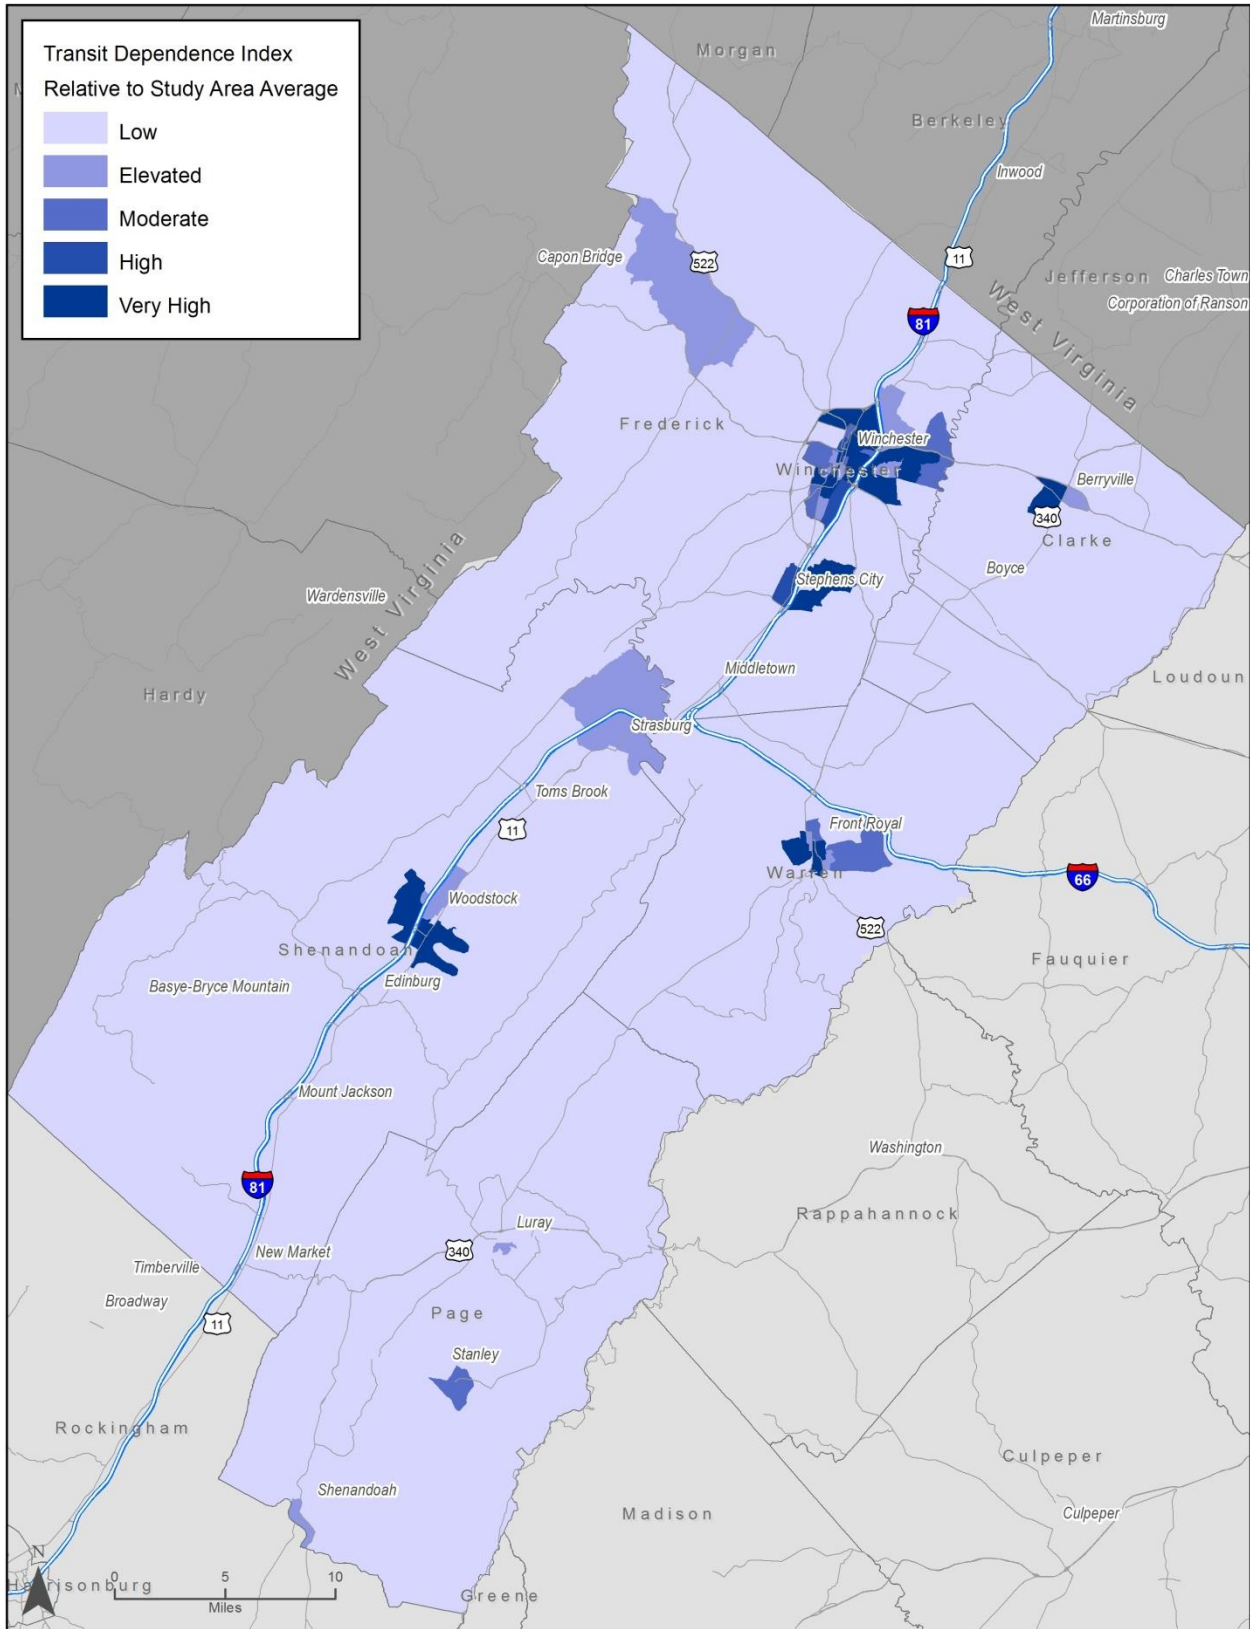 Transit Dependence Index
Relative to Study Area Average
Low
Elevated
Moderate
High
Very High
Martinsburg
Morgan
Berkeley
Inwood
Capon Bridge
522
11
Jefferson
Charles Town
Corporation of Ranson
West Virginia
81
Frederick
Winchester
Winchester
Berryville
340
Clarke
Stephens City
Boyce
Wardensville
West Virginia
Middletown
Loudoun
Hardy
Strasburg
Toms Brook
11
Front Royal
Warren
66
Woodstock
522
Shenandoah
Fauquier
Edinburg
Basye-Bryce Mountain
Mount Jackson
Washington
81
Rappahannock
Luray
340
New Market
Timberville
Broadway
11
Page
Stanley
Rockingham
Culpeper
Shenandoah
Madison
Culpeper
N
0 5 10
Miles
Harrisonburg
Greene